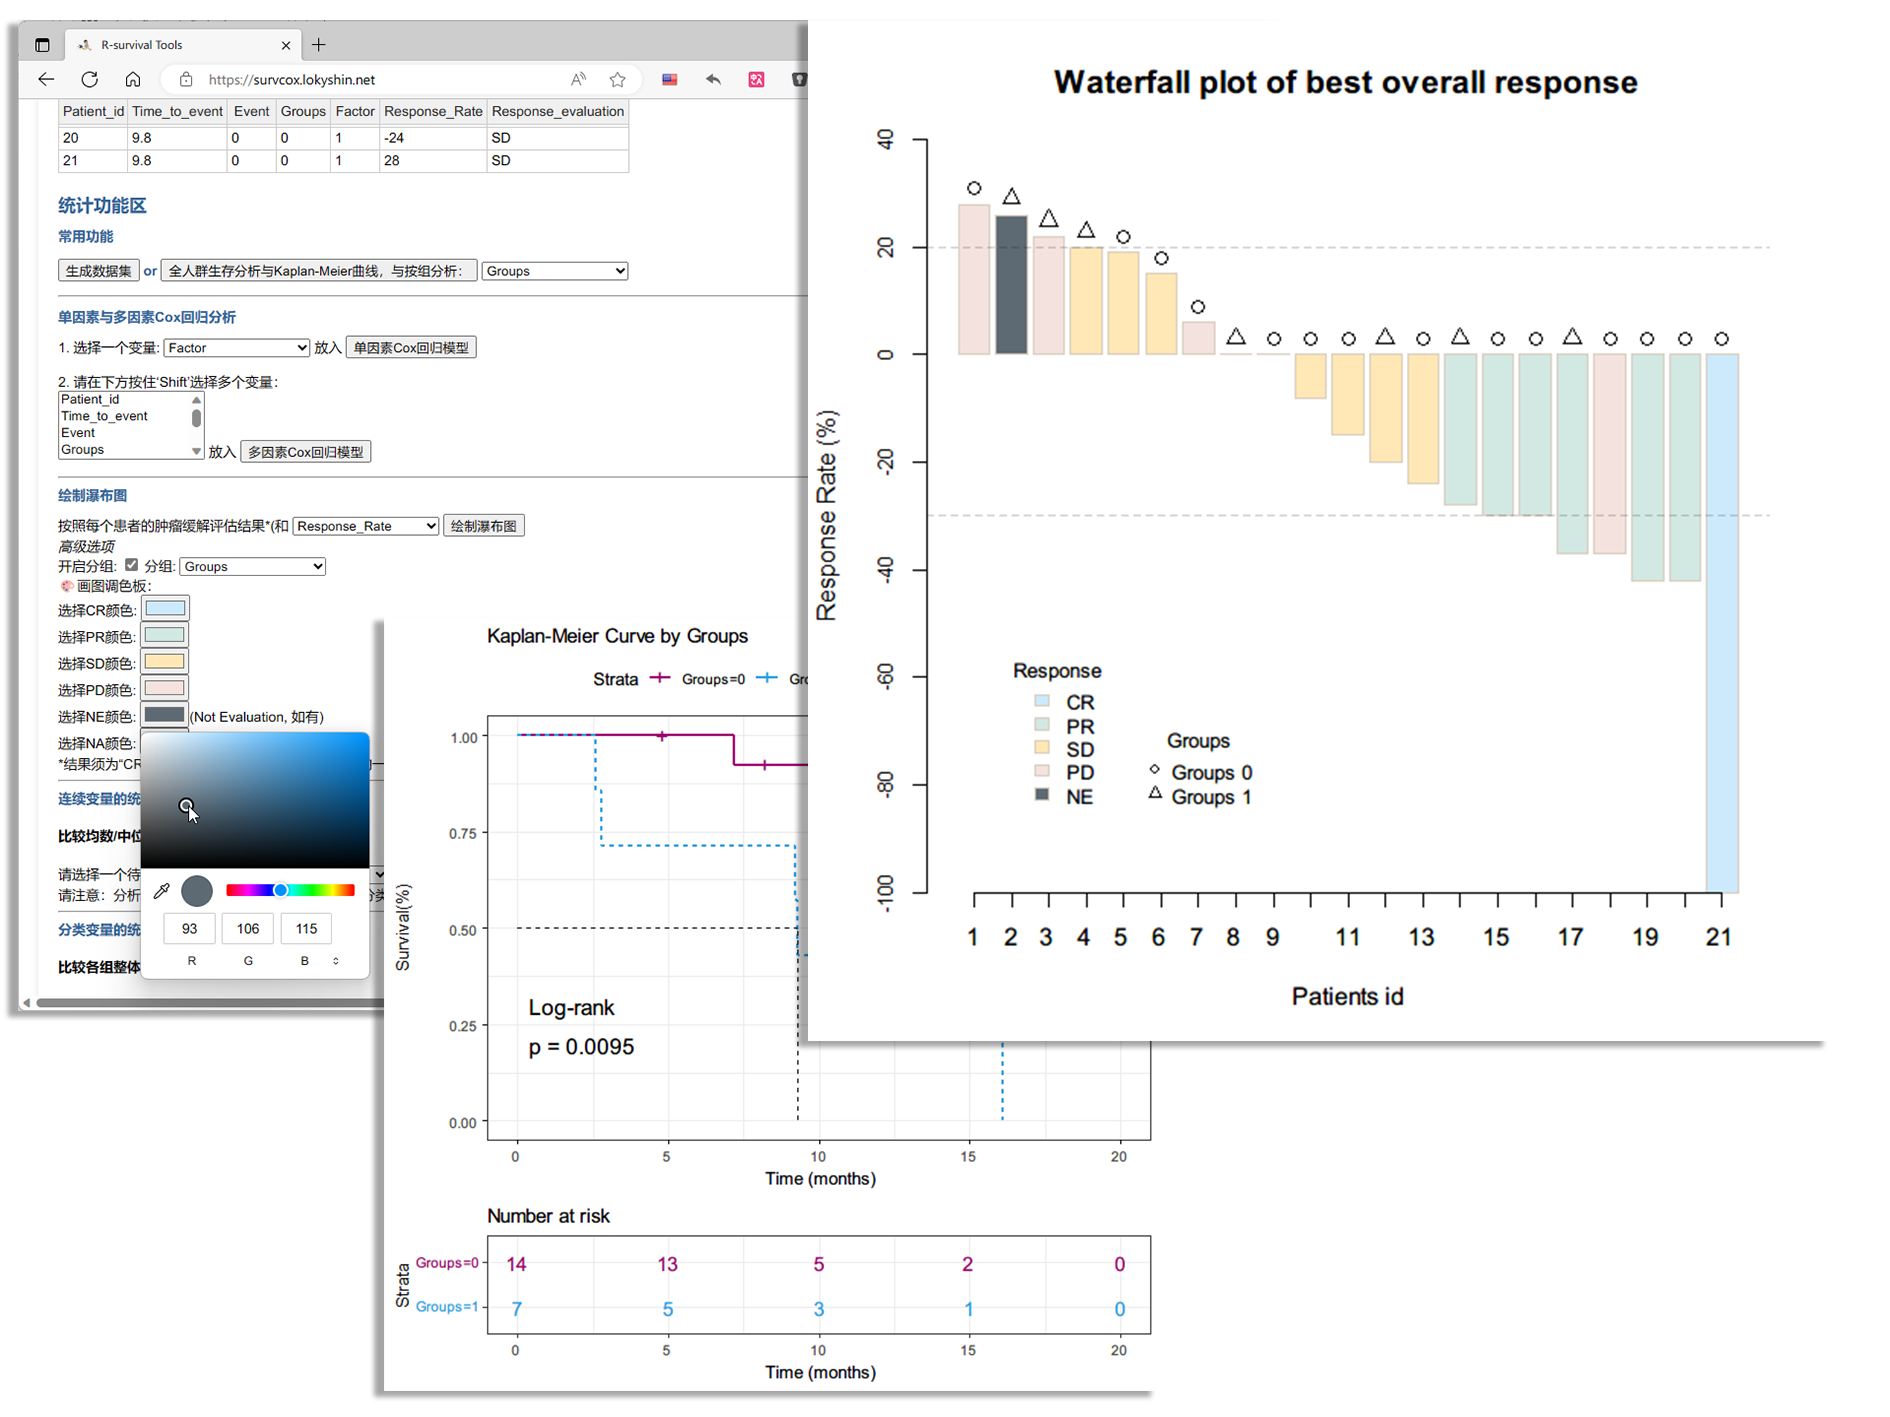 R-survival Tools
https://survcox.lokyshin.net
Patient_id Time_to_event Event Groups Factor Response_Rate Response_evaluation
20 9.8 0 0 1 -24 SD
21 9.8 0 0 1 28 SD
统计功能区
常用功能
生成数据集 or 全人群生存分析与Kaplan-Meier曲线，与按组分析： Groups
单因素与多因素Cox回归分析
1. 选择一个变量: Factor 放入 单因素Cox回归模型
2. 请在下方按住‘Shift’选择多个变量：
Patient_id
Time_to_event
Event
Groups
放入 多因素Cox回归模型
绘制瀑布图
按照每个患者的肿瘤缓解评估结果*(和 Response_Rate 绘制瀑布图
高级选项
开启分组: 分组: Groups
画图调色板：
选择CR颜色:
选择PR颜色:
选择SD颜色:
选择PD颜色:
选择NE颜色: (Not Evaluation, 如有)
选择NA颜色:
*结果须为“CR
连续变量的统
比较均数/中位
请选择一个待
请注意：分析
分类变量的统
比较各组整体
93 106 115
R G B
Kaplan-Meier Curve by Groups
Strata Groups=0 Gr
Survival(%)
1.00
0.75
0.50
0.25
0.00
Log-rank
p = 0.0095
0 5 10 15 20
Time (months)
Number at risk
Strata
Groups=0 14 13 5 2 0
Groups=1 7 5 3 1 0
0 5 10 15 20
Time (months)
Waterfall plot of best overall response
Response Rate (%)
40
20
0
-20
-40
-60
-80
-100
Response
CR
PR
SD
PD
NE
Groups
Groups 0
Groups 1
1 2 3 4 5 6 7 8 9 11 13 15 17 19 21
Patients id